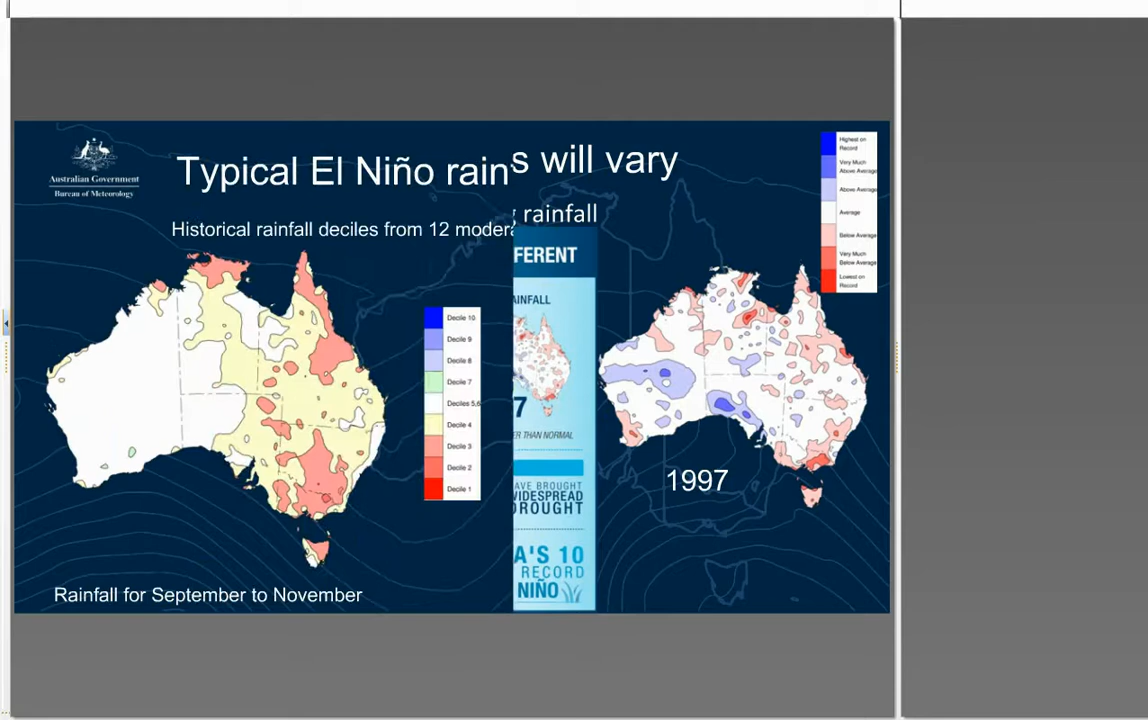 Australian Government
Bureau of Meteorology
Typical El Niño rain
s will vary
Historical rainfall deciles from 12 modera
rainfall
FERENT
AINFALL
7
ER THAN NORMAL
AVE BROUGHT
WIDESPREAD
DROUGHT
A'S 10
RECORD
NIÑO
Decile 10
Decile 9
Decile 8
Decile 7
Deciles 5,6
Decile 4
Decile 3
Decile 2
Decile 1
Highest on
Record
Very Much
Above Average
Above Average
Average
Below Average
Very Much
Below Average
Lowest on
Record
1997
Rainfall for September to November